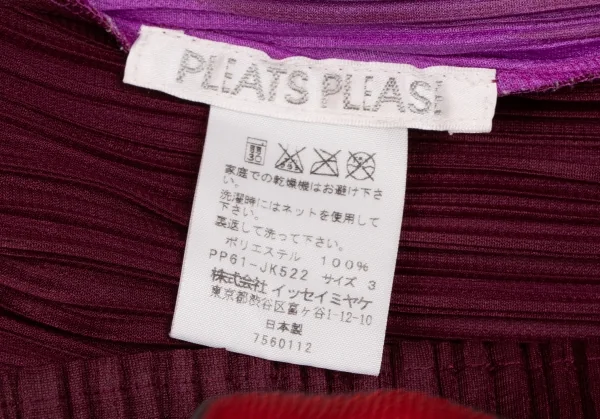 PLEATS PLEASE
家庭での乾燥機はお避け下さ
い。
洗濯時にはネットを使用して
下さい。
裏返して洗って下さい。
ポリエステル 100%
PP61-JK522 サイズ 3
株式会社イッセイミヤケ
東京都渋谷区富ヶ谷1-12-10
日本製
7560112